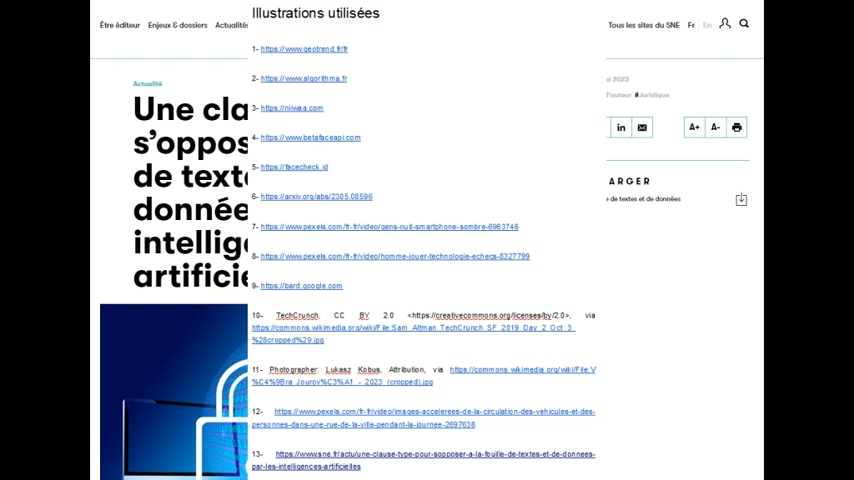 Être éditeur Enjeux & dossiers Actualités
Tous les sites du SNE Fr | En
Actualité
Une cla
s'oppos
de texte
donnée
intellige
artificie
Illustrations utilisées
1- https://www.geotrend.fr/fr
2- https://www.algorithma.fr
3- https://niiwaa.com
4- https://www.betafaceapi.com
5- https://facecheck.id
6- https://arxiv.org/abs/2305.08596
7- https://www.pexels.com/fr-fr/video/gens-nuit-smartphone-sombre-6963746
8- https://www.pexels.com/fr-fr/video/homme-jouer-technologie-echecs-8327799
9- https://bard.google.com
10- TechCrunch, CC BY 2.0 <https://creativecommons.org/licenses/by/2.0>, via
https://commons.wikimedia.org/wiki/File:Sam_Altman_TechCrunch_SF_2019_Day_2_Oct_3_
%28cropped%29.jpg
11- Photographer: Lukasz Kobus, Attribution, via https://commons.wikimedia.org/wiki/File:V
%C4%9Bra_Jourov%C3%A1_-_2023_(cropped).jpg
12- https://www.pexels.com/fr-fr/video/images-accelerees-de-la-circulation-des-vehicules-et-des-
personnes-dans-une-rue-de-la-ville-pendant-la-journee-2697636
13- https://www.sne.fr/actu/une-clause-type-pour-sopposer-a-la-fouille-de-textes-et-de-donnees-
par-les-intelligences-artificielles
ai 2023
l'auteur #Juridique
in A+ A-
ARGER
e de textes et de données